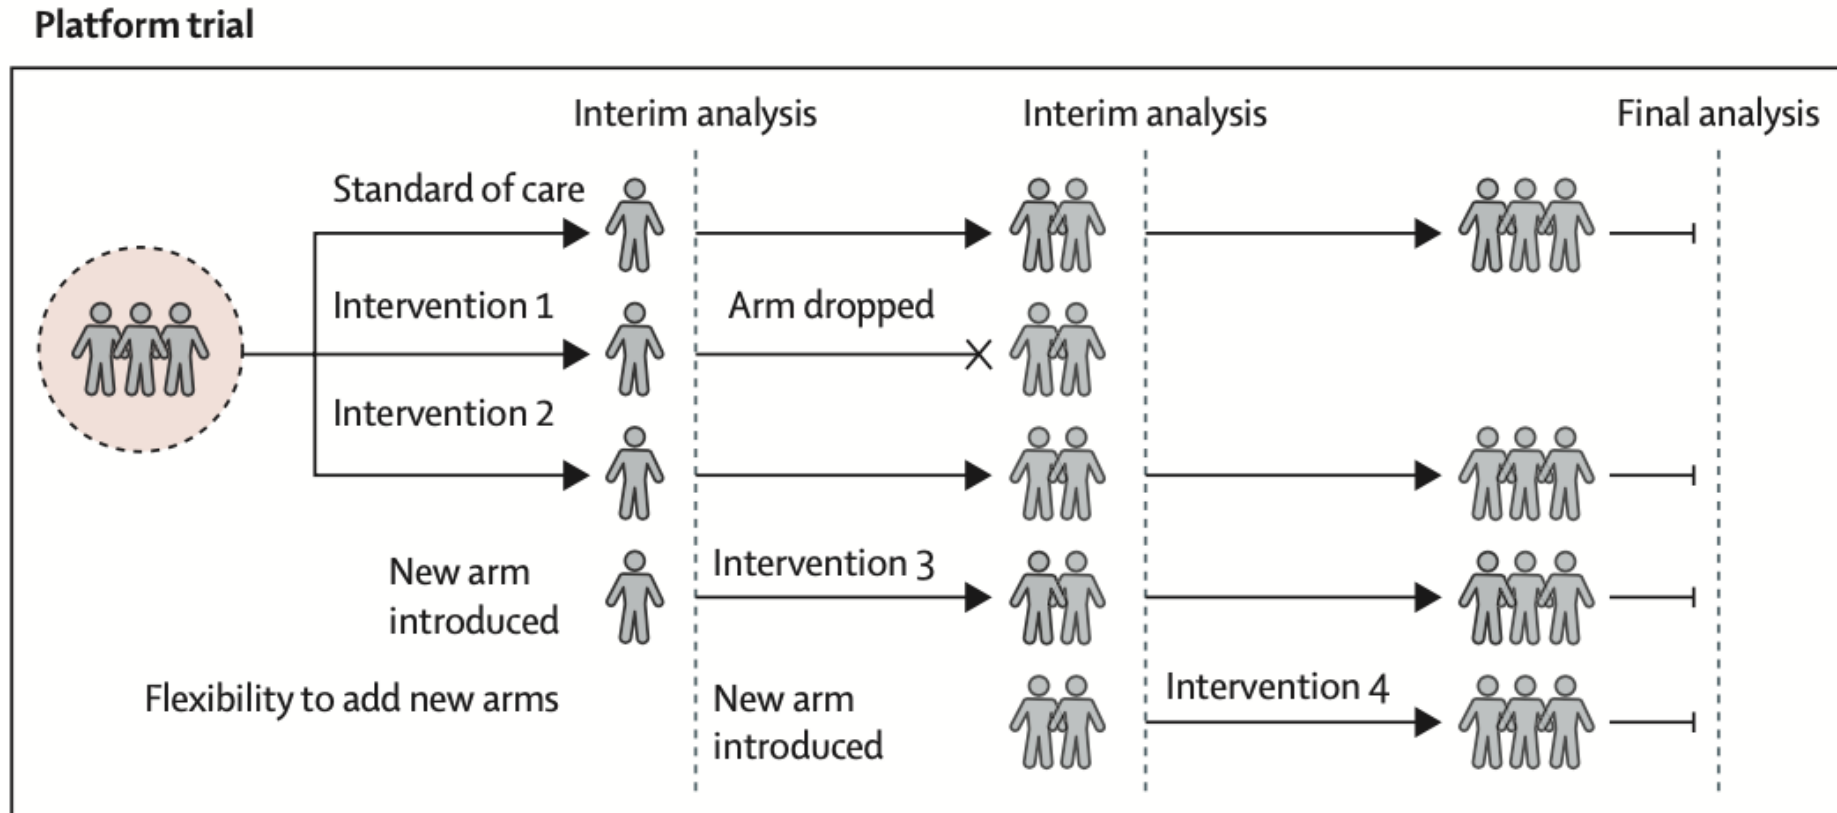 Platform trial
Interim analysis
Interim analysis
Final analysis
Standard of care
Intervention 1
Arm dropped
Intervention 2
New arm
introduced
Intervention 3
Flexibility to add new arms
New arm
introduced
Intervention 4